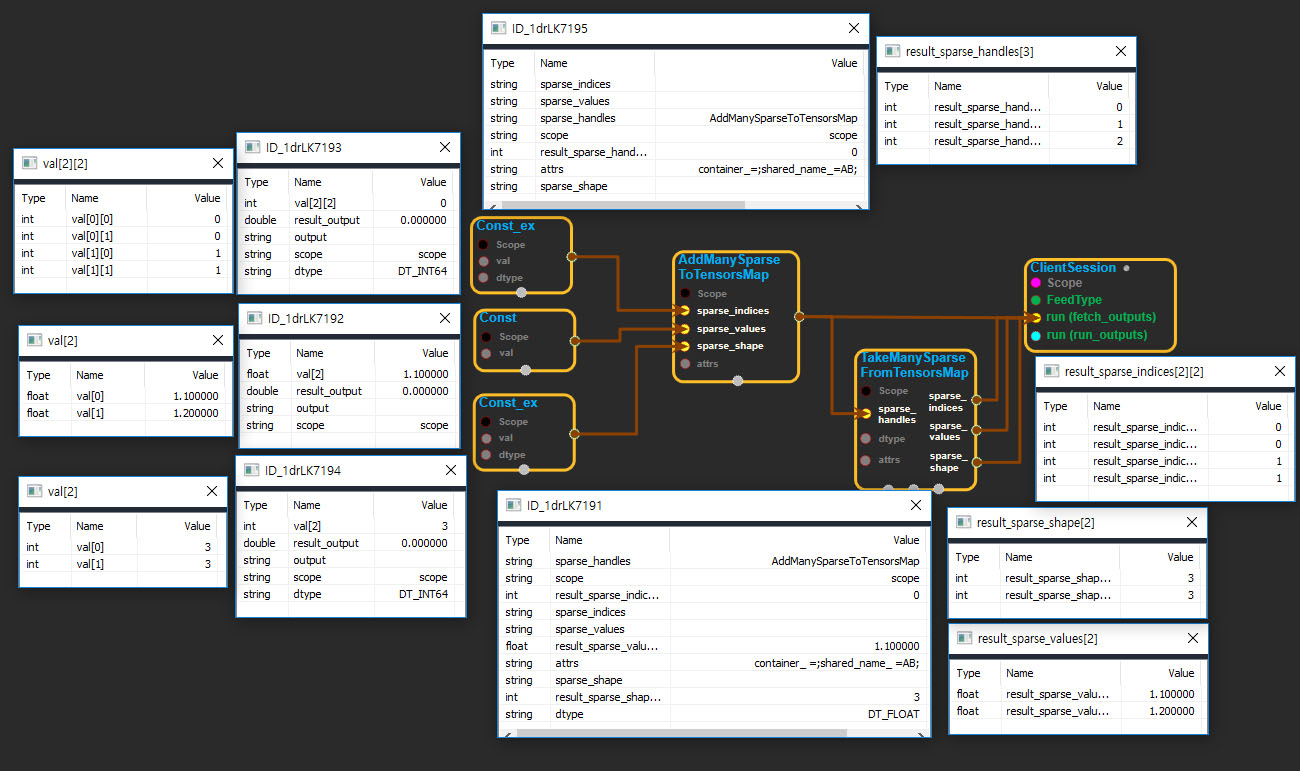 ID_1drLK7195
Type Name Value
string sparse_indices
string sparse_values
string sparse_handles AddManySparseToTensorsMap
string scope scope
int result_sparse_hand... 0
string attrs container_=;shared_name_=AB;
string sparse_shape
result_sparse_handles[3]
Type Name Value
int result_sparse_hand... 0
int result_sparse_hand... 1
int result_sparse_hand... 2
val[2][2]
Type Name Value
int val[0][0] 0
int val[0][1] 0
int val[1][0] 1
int val[1][1] 1
ID_1drLK7193
Type Name Value
int val[2][2] 0
double result_output 0.000000
string output
string scope scope
string dtype DT_INT64
Const_ex
Scope
val
dtype
AddManySparse
ToTensorsMap
Scope
sparse_indices
sparse_values
sparse_shape
attrs
ClientSession
Scope
FeedType
run (fetch_outputs)
run (run_outputs)
val[2]
Type Name Value
float val[0] 1.100000
float val[1] 1.200000
ID_1drLK7192
Type Name Value
float val[2] 1.100000
double result_output 0.000000
string output
string scope scope
Const
Scope
val
Const_ex
Scope
val
dtype
TakeManySparse
FromTensorsMap
Scope
sparse_
handles
dtype
attrs
sparse_
indices
sparse_
values
sparse_
shape
result_sparse_indices[2][2]
Type Name Value
int result_sparse_indic... 0
int result_sparse_indic... 0
int result_sparse_indic... 1
int result_sparse_indic... 1
val[2]
Type Name Value
int val[0] 3
int val[1] 3
ID_1drLK7194
Type Name Value
int val[2] 3
double result_output 0.000000
string output
string scope scope
string dtype DT_INT64
ID_1drLK7191
Type Name Value
string sparse_handles AddManySparseToTensorsMap
string scope scope
int result_sparse_indic... 0
string sparse_indices
string sparse_values
float result_sparse_valu... 1.100000
string attrs container_ =;shared_name_ =AB;
string sparse_shape
int result_sparse_shap... 3
string dtype DT_FLOAT
result_sparse_shape[2]
Type Name Value
int result_sparse_shap... 3
int result_sparse_shap... 3
result_sparse_values[2]
Type Name Value
float result_sparse_valu... 1.100000
float result_sparse_valu... 1.200000